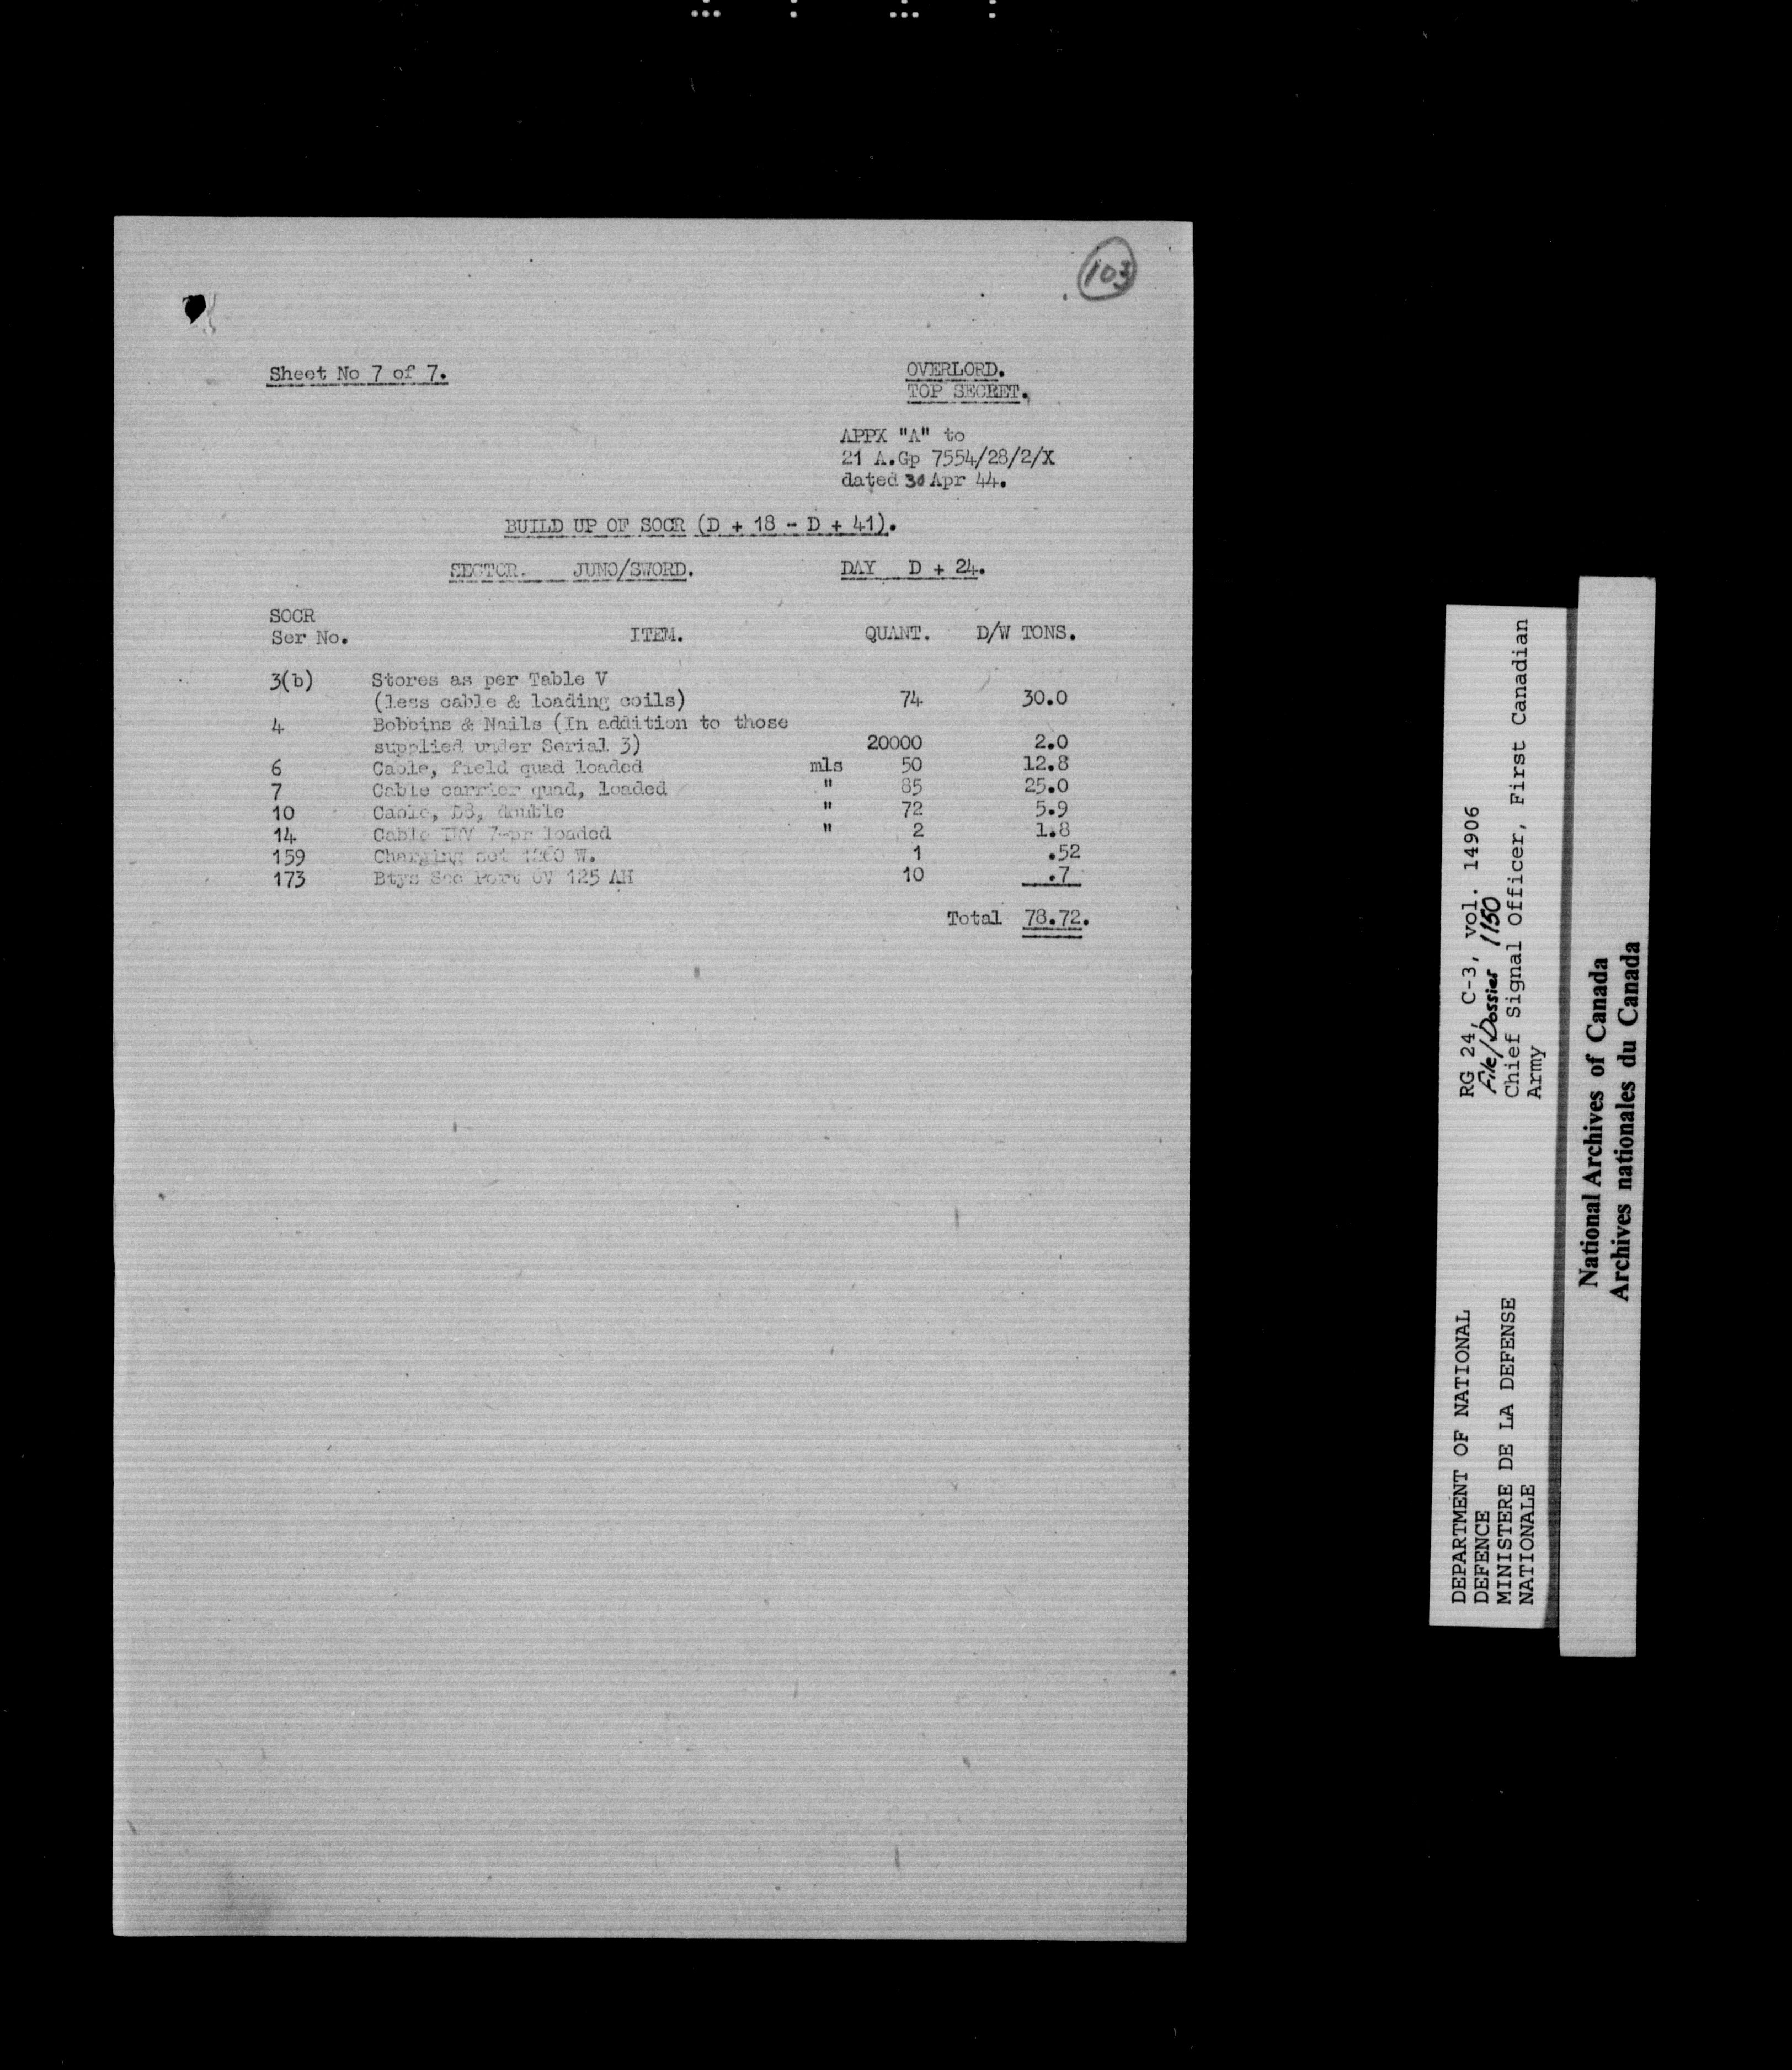 103
Sheet No 7 of 7.
OVERLORD.
TOP SECRET.
APPX "A" to
21 A.Gp 7554/28/2/X
dated 30 Apr 44.
BUILD UP OF SOCR (D + 18 - D + 41).
SECTOR. JUNO/SWORD. DAY D + 24.
SOCR
Ser No. ITEM. QUANT. D/W TONS.
3(b) Stores as per Table V
(less cable & loading coils) 74 30.0
4 Bobbins & Nails (In addition to those
supplied under Serial 3) 20000 2.0
6 Cable, field quad loaded mls 50 12.8
7 Cable carrier quad, loaded " 85 25.0
10 Cable, D8, double " 72 5.9
14 Cable 7-pr loaded " 2 1.8
159 Charging set 1260 W. 1 .52
173 Btys Sec Port 6V 125 AH 10 .7
Total 78.72.
RG 24, C-3, vol. 14906
File/Dossier 1150
Chief Signal Officer, First Canadian
Army
DEPARTMENT OF NATIONAL
DEFENCE
MINISTERE DE LA DEFENSE
NATIONALE
National Archives of Canada
Archives nationales du Canada